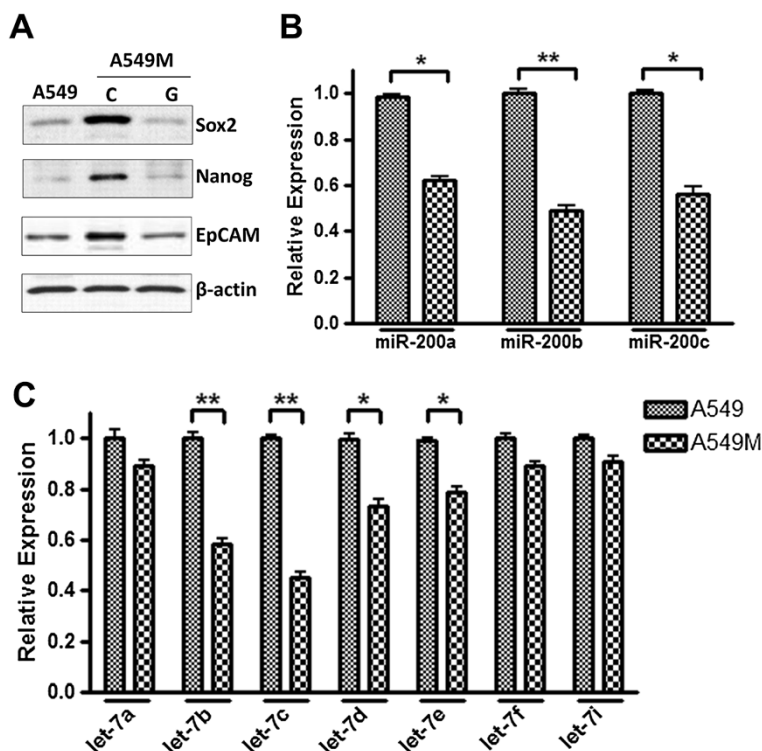 A
A549M
A549 C G
Sox2
Nanog
EpCAM
β-actin
B
Relative Expression
1.0
0.8
0.6
0.4
0.2
0.0
* ** *
miR-200a miR-200b miR-200c
C
Relative Expression
1.0
0.8
0.6
0.4
0.2
0.0
** ** * *
let-7a let-7b let-7c let-7d let-7e let-7f let-7i
A549
A549M